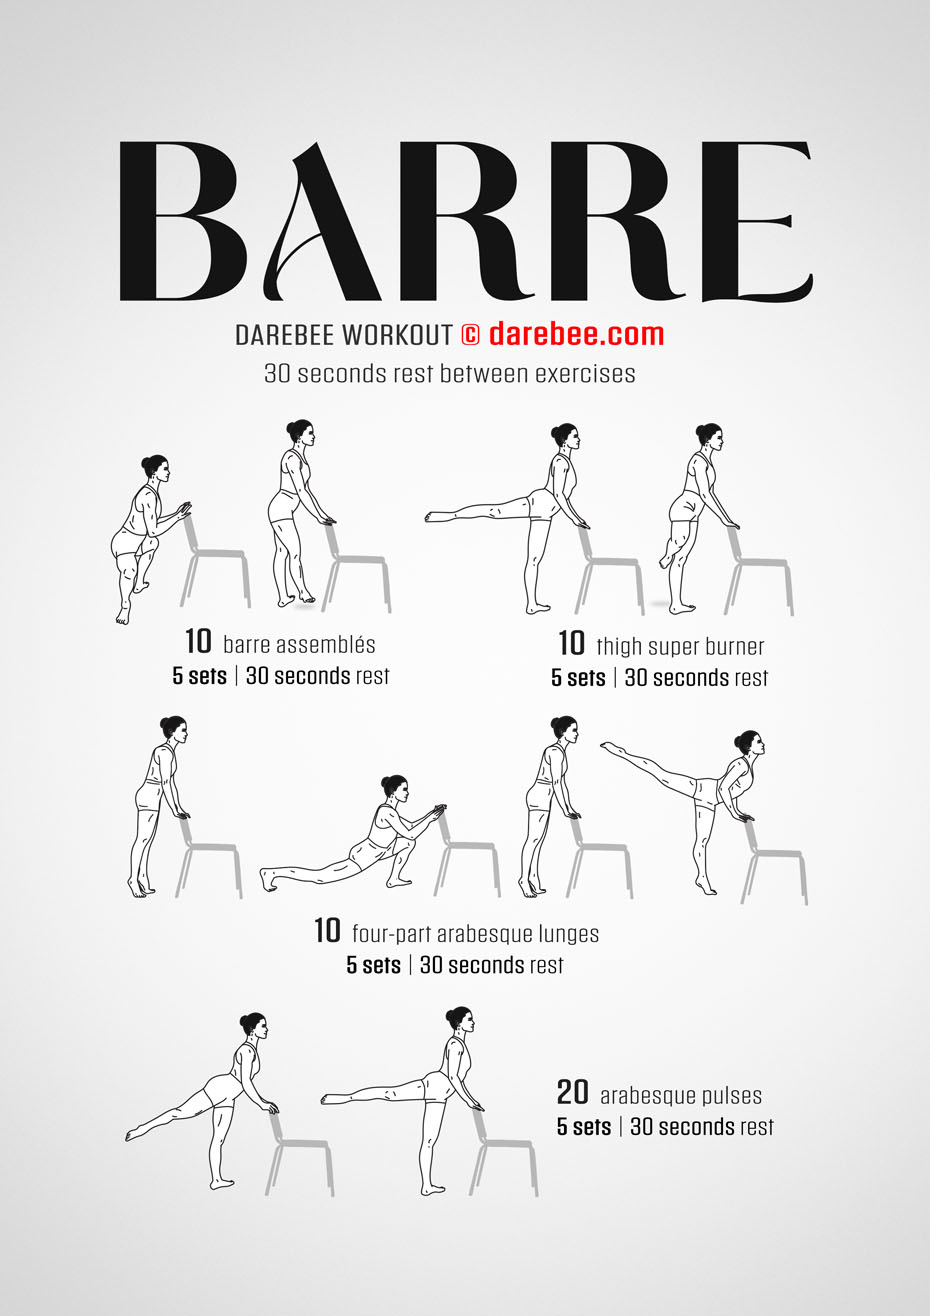 BARRE
DAREBEE WORKOUT © darebee.com
30 seconds rest between exercises
10 barre assemblés
5 sets | 30 seconds rest
10 thigh super burner
5 sets | 30 seconds rest
10 four-part arabesque lunges
5 sets | 30 seconds rest
20 arabesque pulses
5 sets | 30 seconds rest